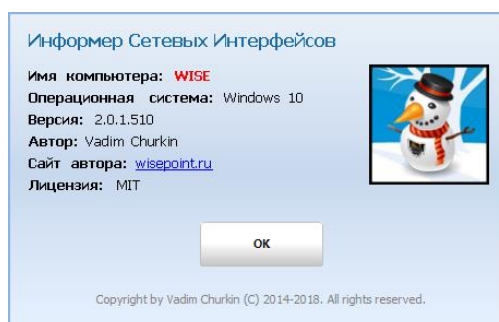 Информер Сетевых Интерфейсов
Имя компьютера: WISE
Операционная система: Windows 10
Версия: 2.0.1.510
Автор: Vadim Churkin
Сайт автора: wisepoint.ru
Лицензия: MIT
ОК
Copyright by Vadim Churkin (C) 2014-2018. All rights reserved.